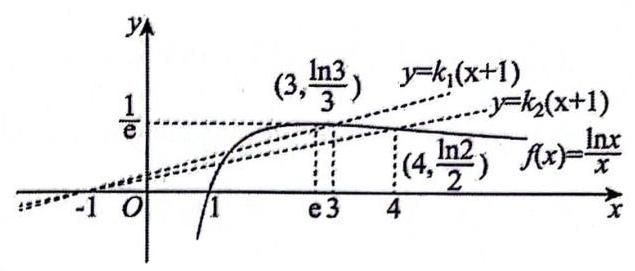 y
(3, ln3/3)
y=k₁(x+1)
y=k₂(x+1)
1/e
(4, ln2/2)
f(x)=lnx/x
-1 O 1 e 3 4 x